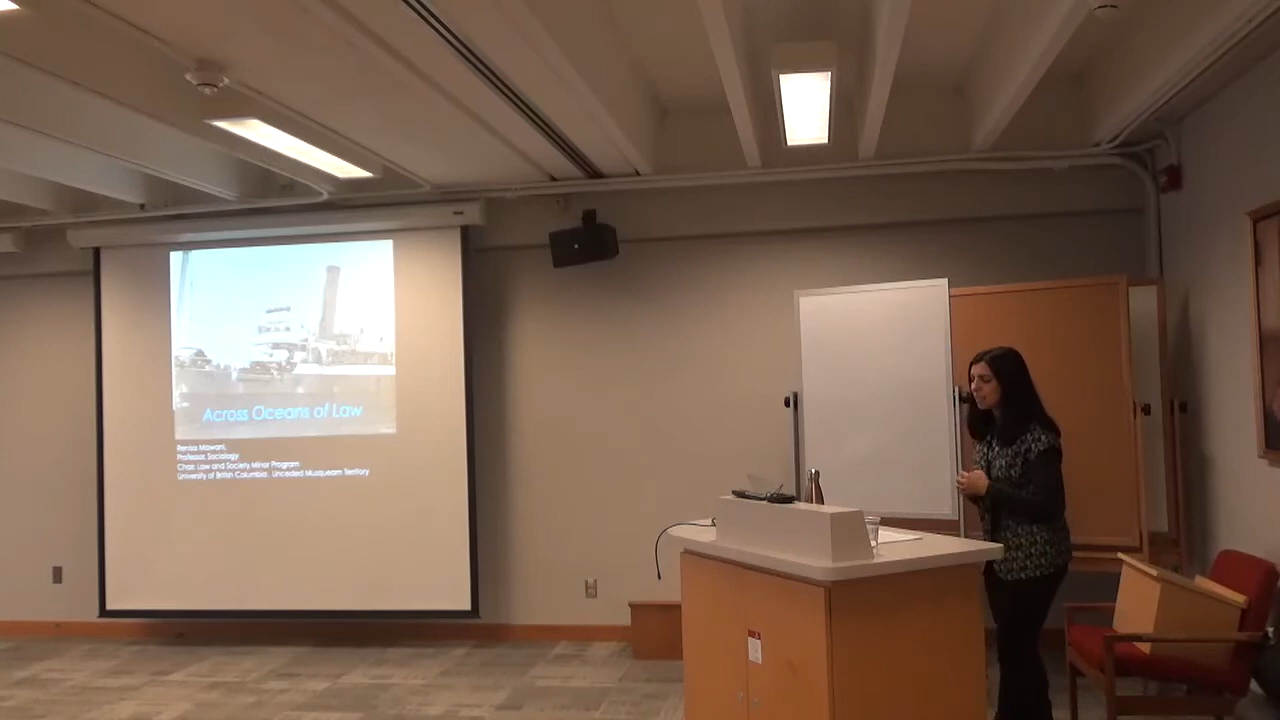 Across Oceans of Law
Renisa Mawani,
Professor, Sociology
Chair, Law and Society Minor Program
University of British Columbia, Unceded Musqueam Territory